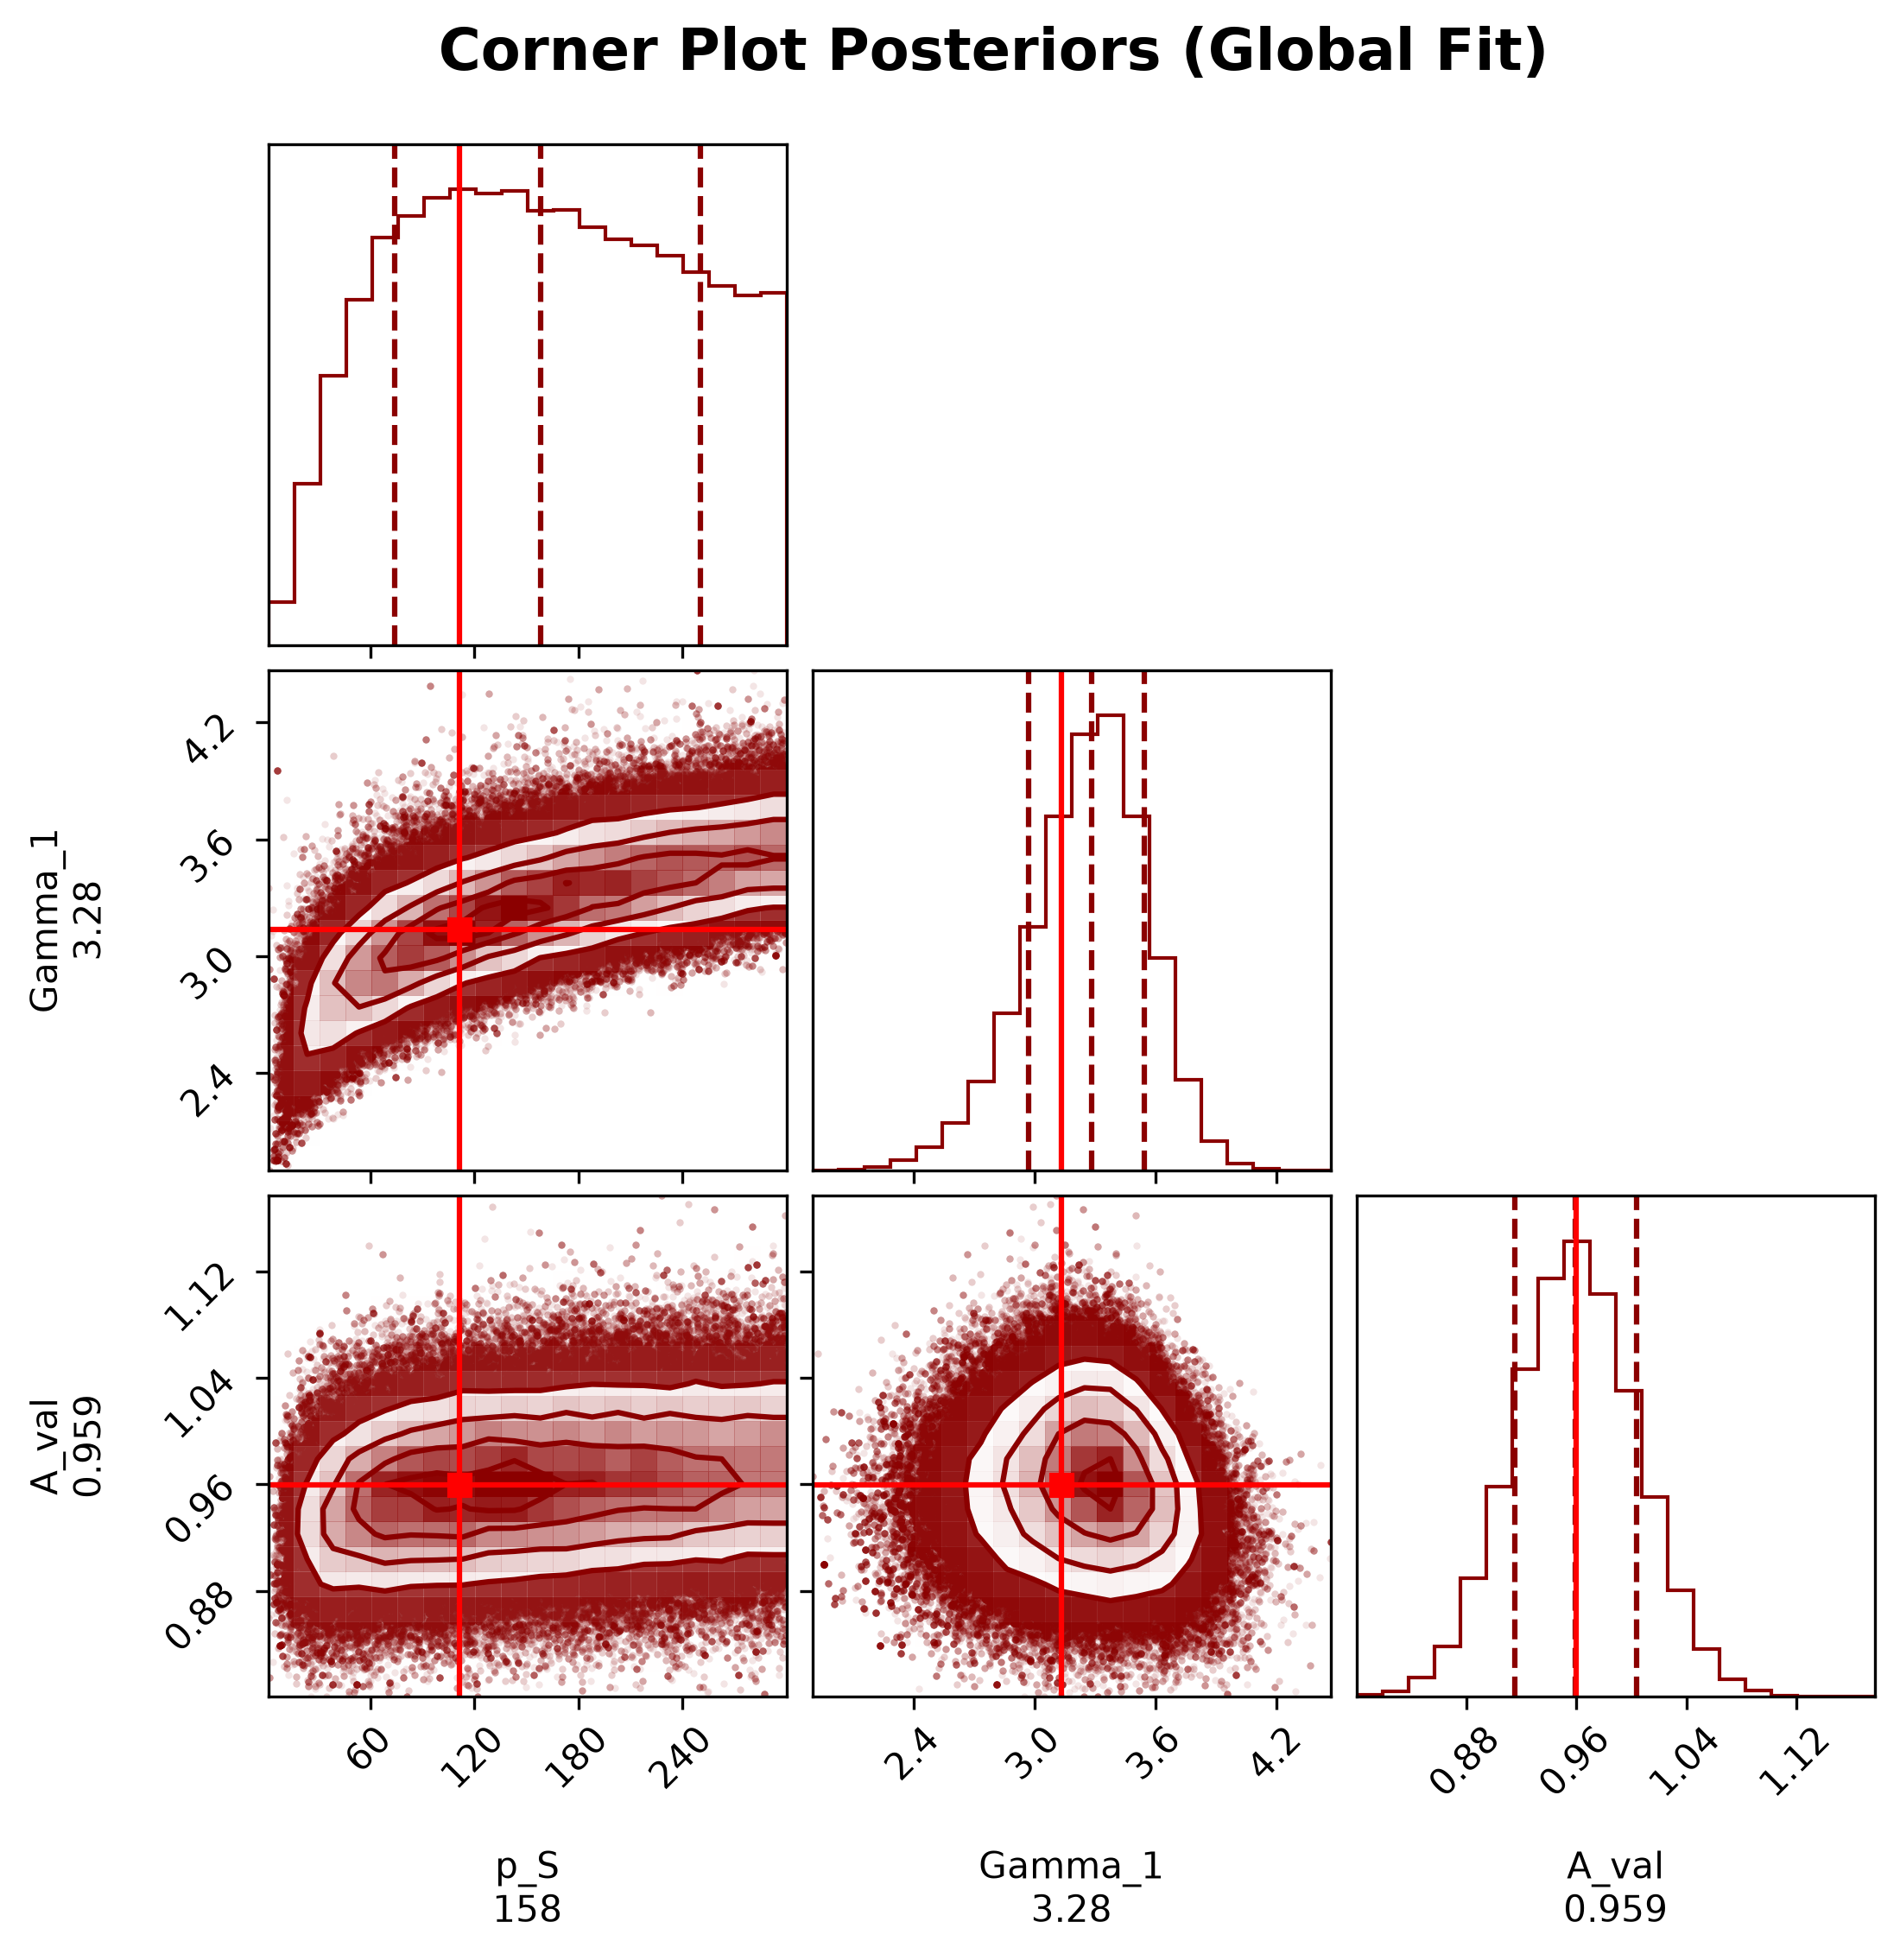 Corner Plot Posteriors (Global Fit)
Gamma_1
3.28
4.2
3.6
3.0
2.4
A_val
0.959
1.12
1.04
0.96
0.88
60 120 180 240
2.4 3.0 3.6 4.2
0.88 0.96 1.04 1.12
p_S
158
Gamma_1
3.28
A_val
0.959